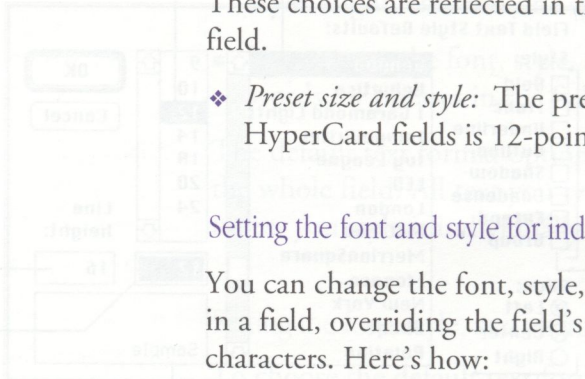 These choices are reflected in t
field.
❖ Preset size and style: The pre
HyperCard fields is 12-poin
Setting the font and style for ind
You can change the font, style,
in a field, overriding the field's
characters. Here's how: